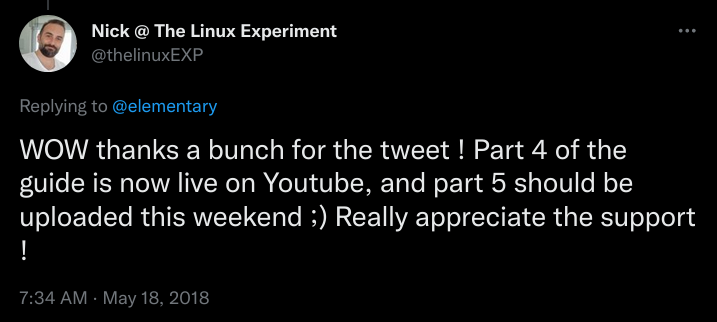 Nick @ The Linux Experiment
@thelinuxEXP
Replying to @elementary
WOW thanks a bunch for the tweet ! Part 4 of the
guide is now live on Youtube, and part 5 should be
uploaded this weekend ;) Really appreciate the support
!
7:34 AM · May 18, 2018